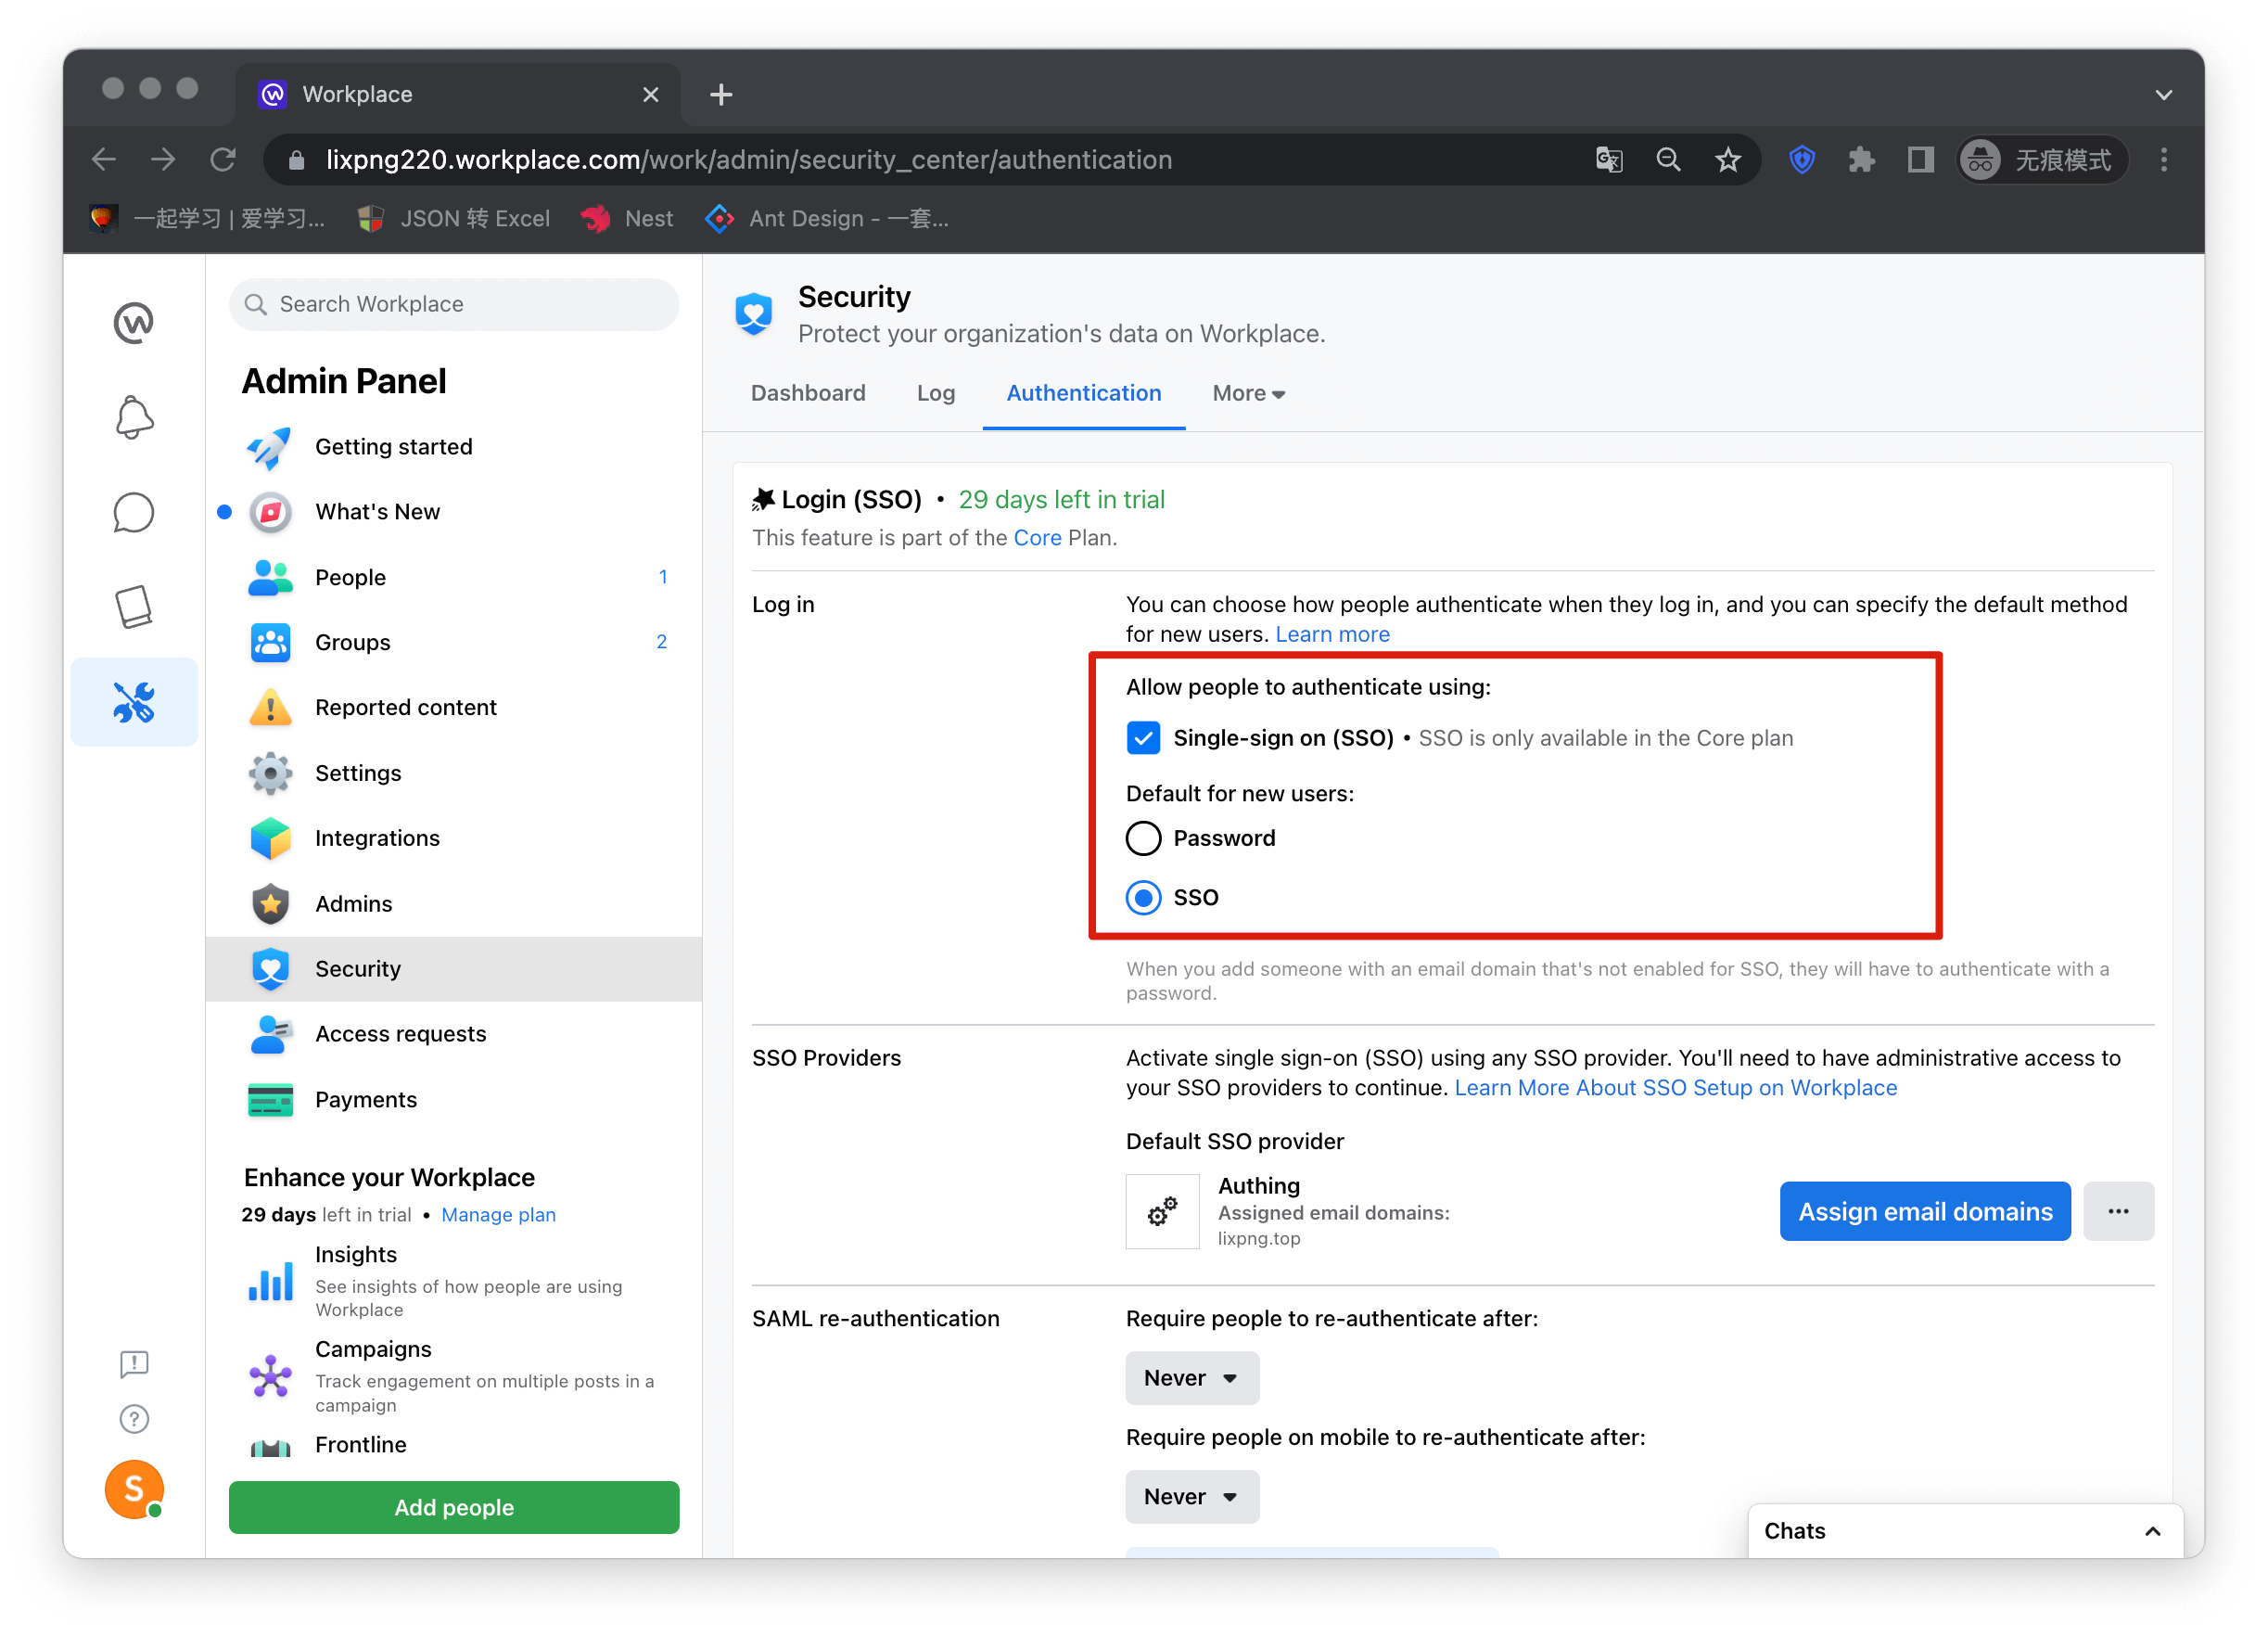 Workplace
lixpng220.workplace.com/work/admin/security_center/authentication
无痕模式
一起学习 | 爱学习...
JSON 转 Excel
Nest
Ant Design - 一套...
Search Workplace
Admin Panel
Getting started
What's New
People 1
Groups 2
Reported content
Settings
Integrations
Admins
Security
Access requests
Payments
Enhance your Workplace
29 days left in trial • Manage plan
Insights
See insights of how people are using
Workplace
Campaigns
Track engagement on multiple posts in a
campaign
Frontline
Add people
S
Security
Protect your organization's data on Workplace.
Dashboard Log Authentication More
Login (SSO) • 29 days left in trial
This feature is part of the Core Plan.
Log in
You can choose how people authenticate when they log in, and you can specify the default method
for new users. Learn more
Allow people to authenticate using:
Single-sign on (SSO) • SSO is only available in the Core plan
Default for new users:
Password
SSO
When you add someone with an email domain that's not enabled for SSO, they will have to authenticate with a
password.
SSO Providers
Activate single sign-on (SSO) using any SSO provider. You'll need to have administrative access to
your SSO providers to continue. Learn More About SSO Setup on Workplace
Default SSO provider
Authing
Assigned email domains:
lixpng.top
Assign email domains
...
SAML re-authentication
Require people to re-authenticate after:
Never
Require people on mobile to re-authenticate after:
Never
Chats